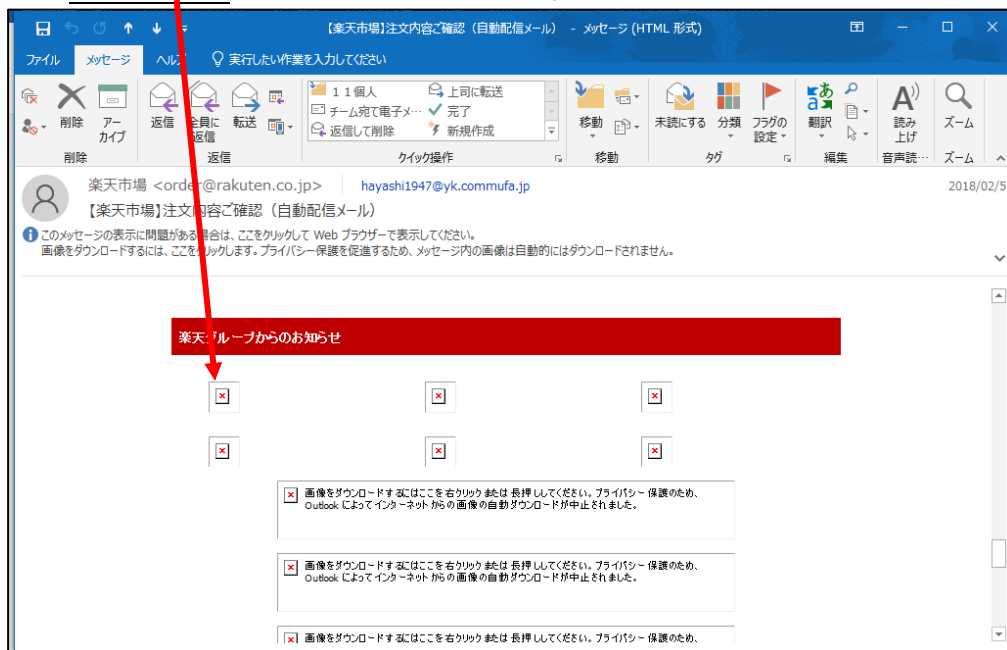 【楽天市場】注文内容ご確認（自動配信メール） - メッセージ (HTML 形式)
ファイル メッセージ ヘルプ 実行したい作業を入力してください
削除 アーカイブ 返信 全員に返信 転送
１１個人 上司に転送
チーム宛て電子メ… 完了
返信して削除 新規作成
移動 未読にする 分類 フラグの設定 翻訳 読み上げ ズーム
削除 返信 クイック操作 移動 タグ 編集 音声読… ズーム
楽天市場 <order@rakuten.co.jp> hayashi1947@yk.commufa.jp 2018/02/5
【楽天市場】注文内容ご確認（自動配信メール）
このメッセージの表示に問題がある場合は、ここをクリックして Web ブラウザーで表示してください。
画像をダウンロードするには、ここをクリックします。プライバシー保護を促進するため、メッセージ内の画像は自動的にはダウンロードされません。
楽天グループからのお知らせ
画像をダウンロードするにはここを右クリックまたは長押ししてください。プライバシー保護のため、
Outlook によってインターネットからの画像の自動ダウンロードが中止されました。
画像をダウンロードするにはここを右クリックまたは長押ししてください。プライバシー保護のため、
Outlook によってインターネットからの画像の自動ダウンロードが中止されました。
画像をダウンロードするにはここを右クリックまたは長押ししてください。プライバシー保護のため、